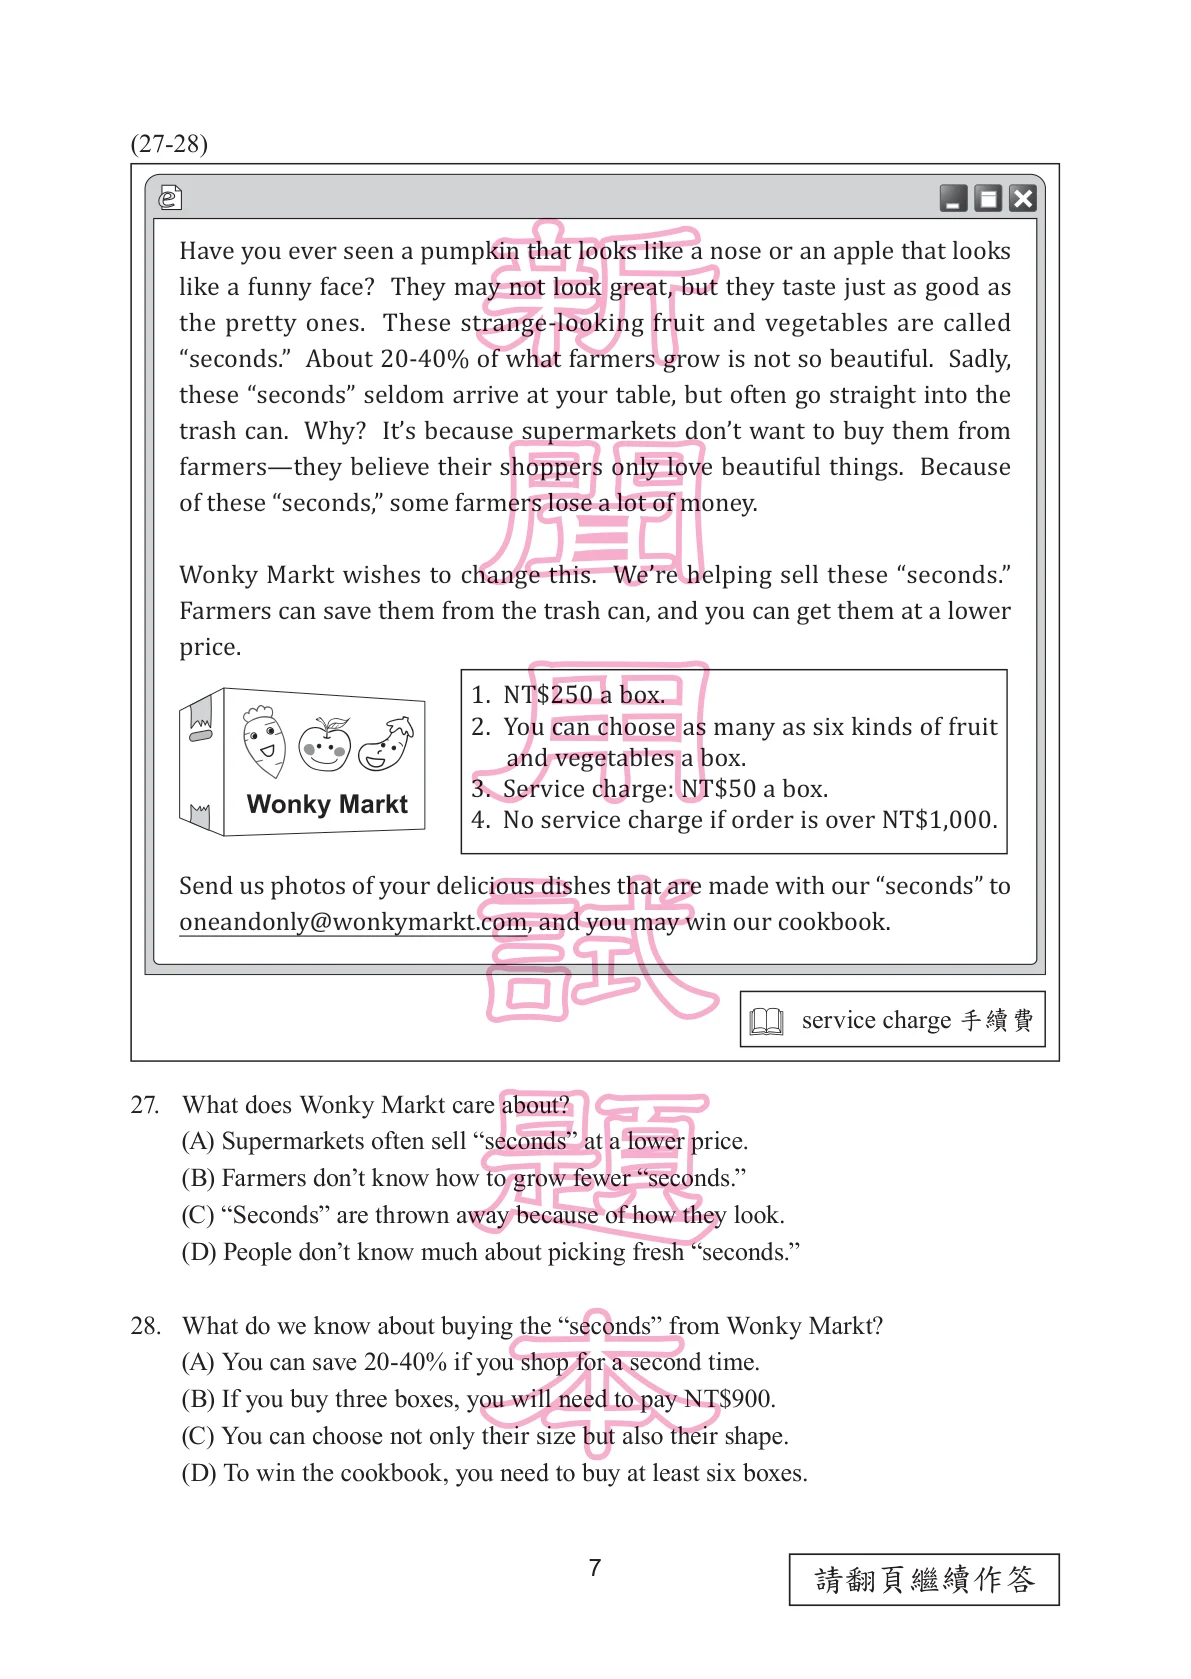 (27-28)
Have you ever seen a pumpkin that looks like a nose or an apple that looks
like a funny face? They may not look great, but they taste just as good as
the pretty ones. These strange-looking fruit and vegetables are called
“seconds.” About 20-40% of what farmers grow is not so beautiful. Sadly,
these “seconds” seldom arrive at your table, but often go straight into the
trash can. Why? It’s because supermarkets don’t want to buy them from
farmers—they believe their shoppers only love beautiful things. Because
of these “seconds,” some farmers lose a lot of money.
Wonky Markt wishes to change this. We’re helping sell these “seconds.”
Farmers can save them from the trash can, and you can get them at a lower
price.
Wonky Markt
1. NT$250 a box.
2. You can choose as many as six kinds of fruit
and vegetables a box.
3. Service charge: NT$50 a box.
4. No service charge if order is over NT$1,000.
Send us photos of your delicious dishes that are made with our “seconds” to
oneandonly@wonkymarkt.com, and you may win our cookbook.
service charge 手續費
27. What does Wonky Markt care about?
(A) Supermarkets often sell “seconds” at a lower price.
(B) Farmers don’t know how to grow fewer “seconds.”
(C) “Seconds” are thrown away because of how they look.
(D) People don’t know much about picking fresh “seconds.”
28. What do we know about buying the “seconds” from Wonky Markt?
(A) You can save 20-40% if you shop for a second time.
(B) If you buy three boxes, you will need to pay NT$900.
(C) You can choose not only their size but also their shape.
(D) To win the cookbook, you need to buy at least six boxes.
7
請翻頁繼續作答
新聞用試題本